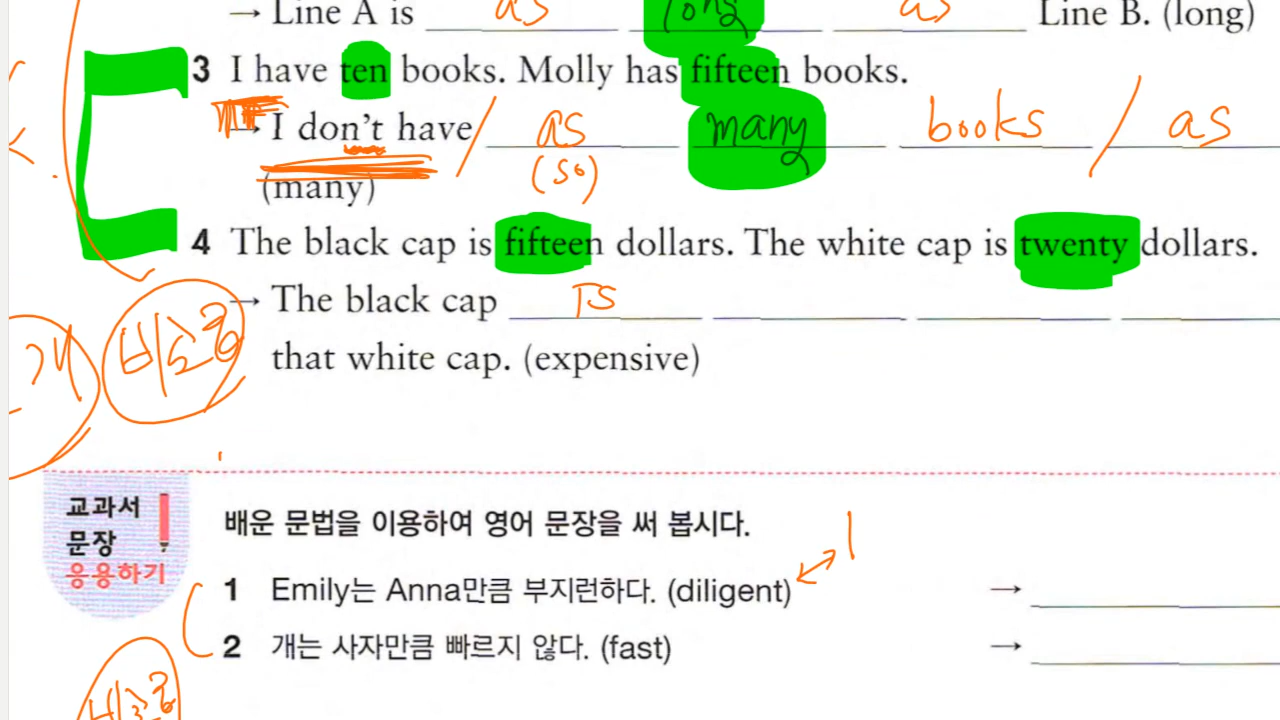 → Line A is as long as Line B. (long)
3 I have ten books. Molly has fifteen books.
→ I don't have / as many books / as
(many) (so)
4 The black cap is fifteen dollars. The white cap is twenty dollars.
→ The black cap is
that white cap. (expensive)
비교급
개
교과서
문장
응용하기
배운 문법을 이용하여 영어 문장을 써 봅시다.
1 Emily는 Anna만큼 부지런하다. (diligent) →
2 개는 사자만큼 빠르지 않다. (fast) →